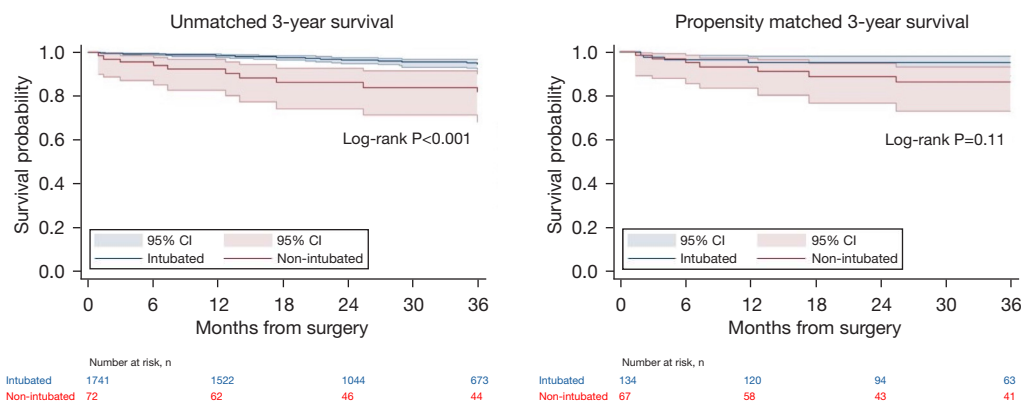 Unmatched 3-year survival
Survival probability
1.0
0.8
0.6
0.4
0.2
0.0
Log-rank P<0.001
95% CI 95% CI
Intubated Non-intubated
0 6 12 18 24 30 36
Months from surgery
Number at risk, n
Intubated 1741 1522 1044 673
Non-intubated 72 62 46 44
Propensity matched 3-year survival
Survival probability
1.0
0.8
0.6
0.4
0.2
0.0
Log-rank P=0.11
95% CI 95% CI
Intubated Non-intubated
0 6 12 18 24 30 36
Months from surgery
Number at risk, n
Intubated 134 120 94 63
Non-intubated 67 58 43 41